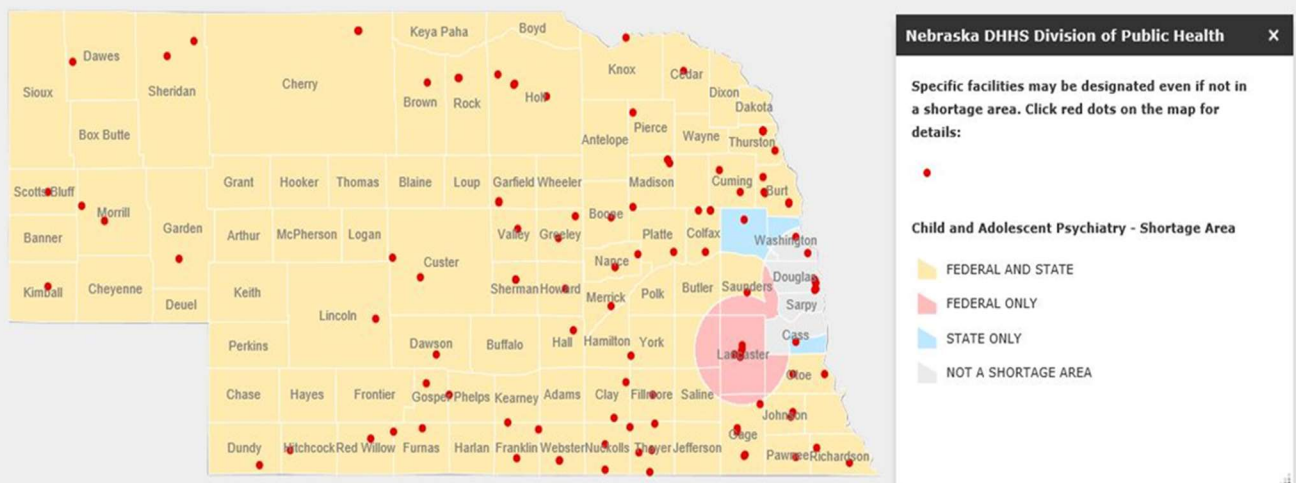 Nebraska DHHS Division of Public Health X
Specific facilities may be designated even if not in
a shortage area. Click red dots on the map for
details:
Child and Adolescent Psychiatry - Shortage Area
FEDERAL AND STATE
FEDERAL ONLY
STATE ONLY
NOT A SHORTAGE AREA
Keya Paha Boyd
Dawes Knox Cedar
Sioux Sheridan Cherry Brown Rock Holt Dixon
Dakota
Box Butte Antelope Pierce Wayne Thurston
Scotts Bluff Grant Hooker Thomas Blaine Loup Garfield Wheeler Madison Cuming Burt
Morrill Boone
Banner Garden Arthur McPherson Logan Valley Greeley Platte Colfax Washington
Custer Nance
Kimball Cheyenne Deuel Keith Sherman Howard Merrick Polk Butler Saunders Douglas
Sarpy
Lincoln
Perkins Dawson Buffalo Hall Hamilton York Lancaster Cass
Chase Hayes Frontier Gosper Phelps Kearney Adams Clay Fillmore Saline Otoe
Johnson
Dundy Hitchcock Red Willow Furnas Harlan Franklin Webster Nuckolls Thayer Jefferson Gage Pawnee Richardson